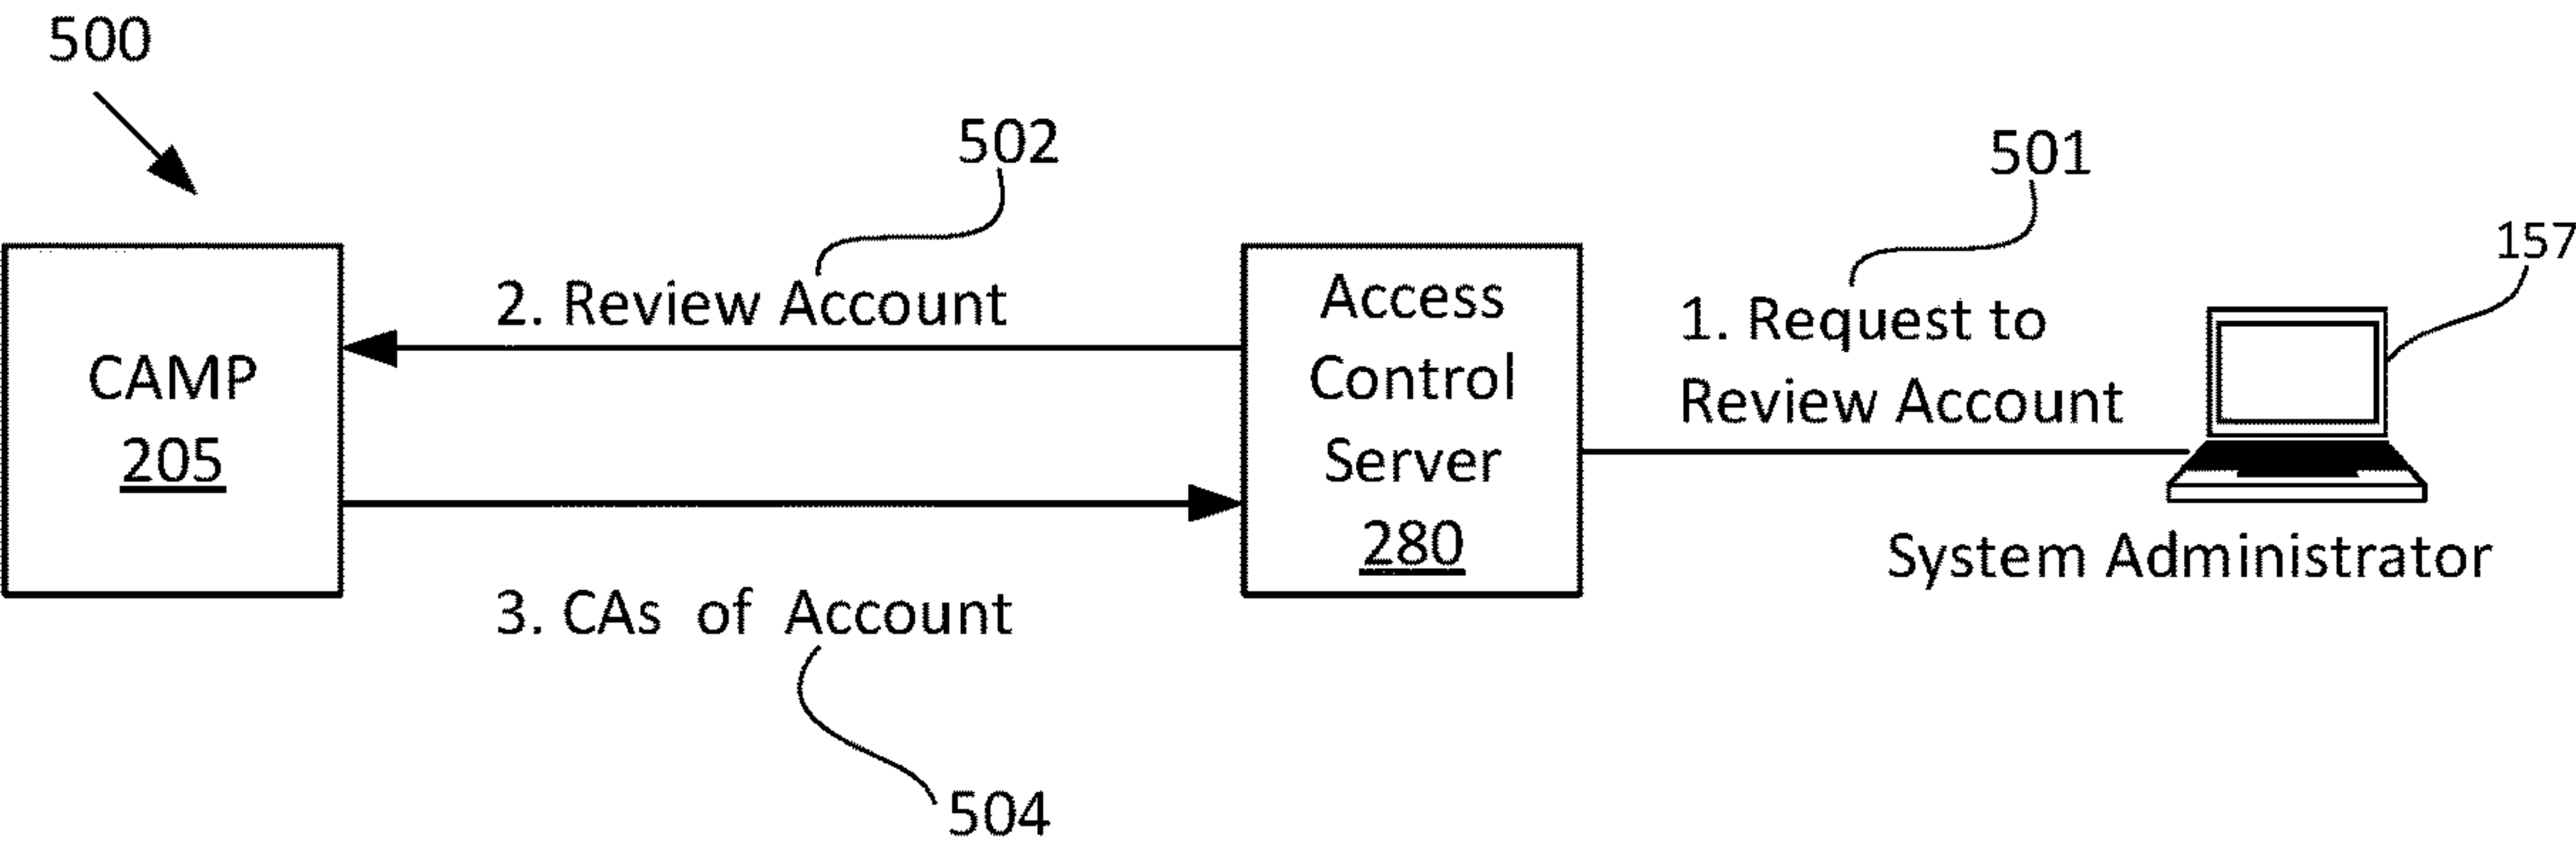 500
502
501
157
2. Review Account
1. Request to
Review Account
CAMP
205
Access
Control
Server
280
System Administrator
3. CAs of Account
504